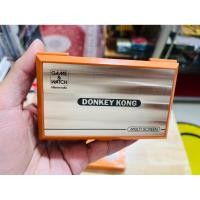 GAME &
WATCH
Nintendo
DONKEY KONG
MULTI SCREEN